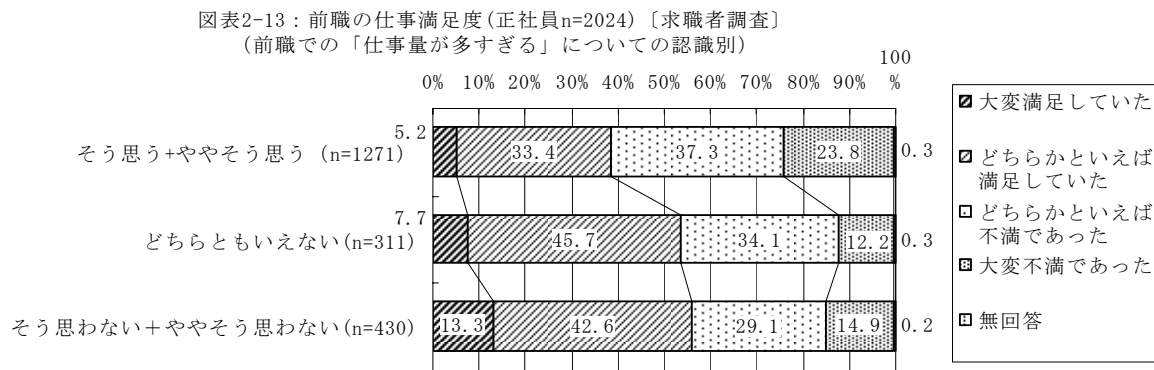 図表2-13：前職の仕事満足度(正社員n=2024)〔求職者調査〕
(前職での「仕事量が多すぎる」についての認識別)
0% 10% 20% 30% 40% 50% 60% 70% 80% 90% 100%
そう思う+ややそう思う (n=1271)
5.2 33.4 37.3 23.8 0.3
どちらともいえない(n=311)
7.7 45.7 34.1 12.2 0.3
そう思わない＋ややそう思わない(n=430)
13.3 42.6 29.1 14.9 0.2
大変満足していた
どちらかといえば
満足していた
どちらかといえば
不満であった
大変不満であった
無回答